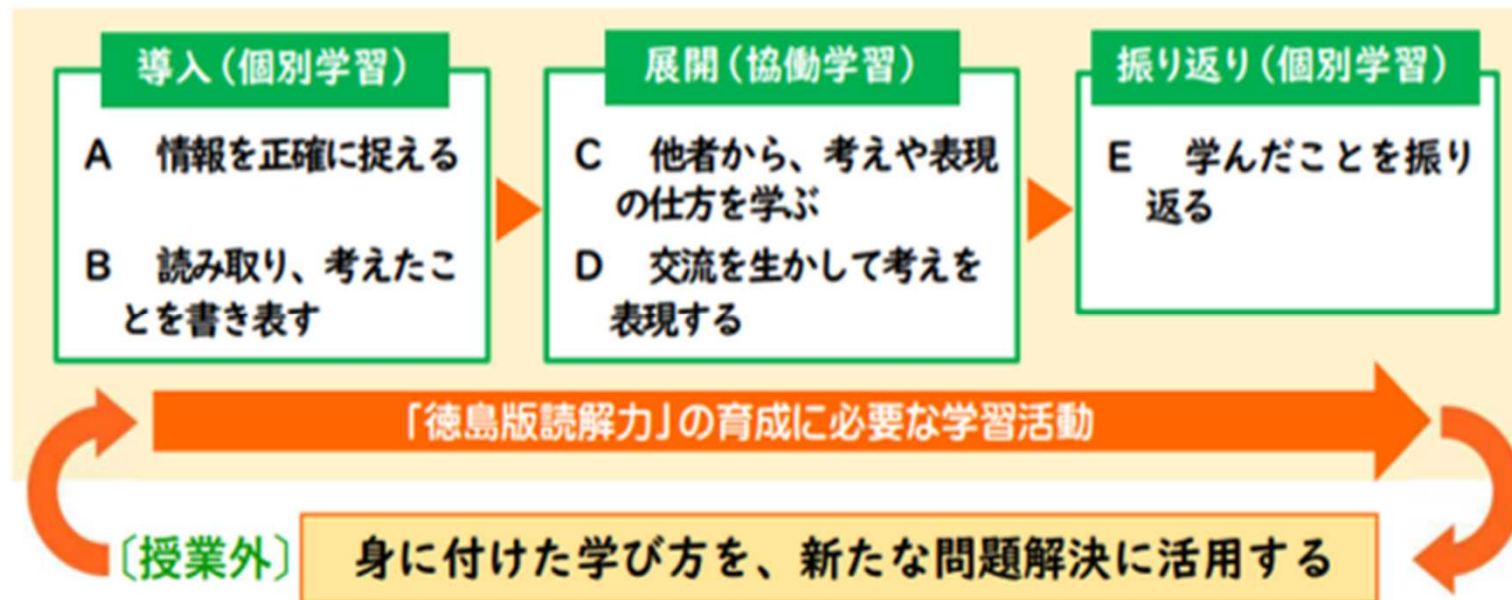 導入(個別学習)
A 情報を正確に捉える
B 読み取り、考えたこ
とを書き表す
展開(協働学習)
C 他者から、考えや表現
の仕方を学ぶ
D 交流を生かして考えを
表現する
振り返り(個別学習)
E 学んだことを振り
返る
「徳島版読解力」の育成に必要な学習活動
〔授業外〕 身に付けた学び方を、新たな問題解決に活用する